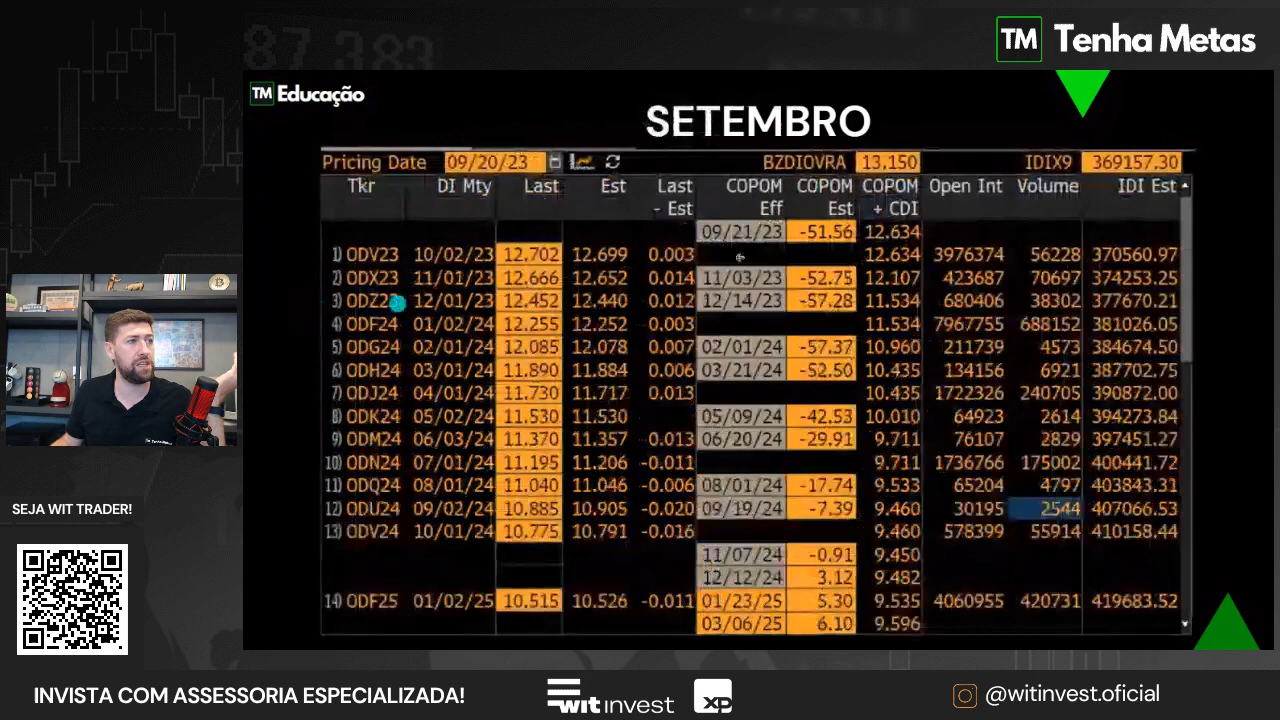 87.383
TM Tenha Metas
TM Educação
SETEMBRO
Pricing Date 09/20/23 BZDIOVRA 13,150 IDIX9 369157.30
Tkr DI Mty Last Est Last COPOM COPOM COPOM Open Int Volume IDI Est
- Est Eff Est + CDI
09/21/23 -51.56 12.634
1) ODV23 10/02/23 12.702 12.699 0.003 12.634 3976374 56228 370560.97
2) ODX23 11/01/23 12.666 12.652 0.014 11/03/23 -52.75 12.107 423687 70697 374253.25
3) ODZ2 12/01/23 12.452 12.440 0.012 12/14/23 -57.28 11.534 680406 38302 377670.21
4) ODF24 01/02/24 12.255 12.252 0.003 11.534 7967755 688152 381026.05
5) ODG24 02/01/24 12.085 12.078 0.007 02/01/24 -57.37 10.960 211739 4573 384674.50
6) ODH24 03/01/24 11.890 11.884 0.006 03/21/24 -52.50 10.435 134156 6921 387702.75
7) ODJ24 04/01/24 11.730 11.717 0.013 10.435 1722326 240705 390872.00
8) ODK24 05/02/24 11.530 11.530 05/09/24 -42.53 10.010 64923 2614 394273.84
9) ODM24 06/03/24 11.370 11.357 -0.013 06/20/24 -29.91 9.711 76107 2829 397451.27
10) ODN24 07/01/24 11.195 11.206 -0.011 9.711 1736766 175002 400441.72
11) ODQ24 08/01/24 11.040 11.046 -0.006 08/01/24 -17.74 9.533 65204 4797 403843.31
12) ODU24 09/02/24 10.885 10.905 -0.020 09/19/24 -7.39 9.460 30195 2544 407066.53
13) ODV24 10/01/24 10.775 10.791 -0.016 9.460 578399 55914 410158.44
11/07/24 -0.91 9.450
12/12/24 3.12 9.482
14) ODF25 01/02/25 10.515 10.526 -0.011 01/23/25 5.30 9.535 4060955 420731 419683.52
03/06/25 6.10 9.596
SEJA WIT TRADER!
INVISTA COM ASSESSORIA ESPECIALIZADA!
wit invest
XP
@witinvest.oficial